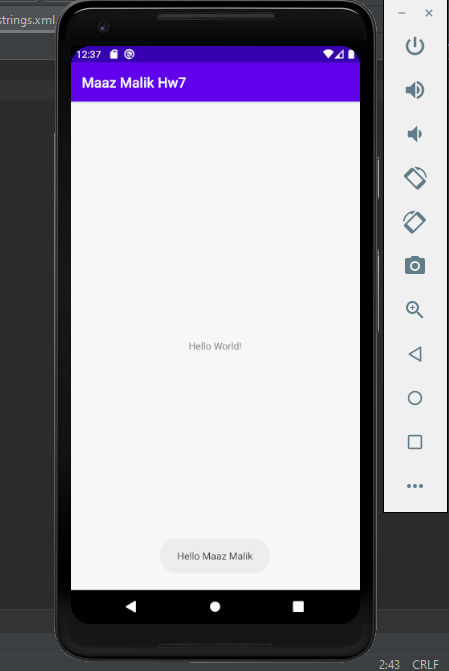 strings.xml
12:37
Maaz Malik Hw7
Hello World!
Hello Maaz Malik
2:43 CRLF